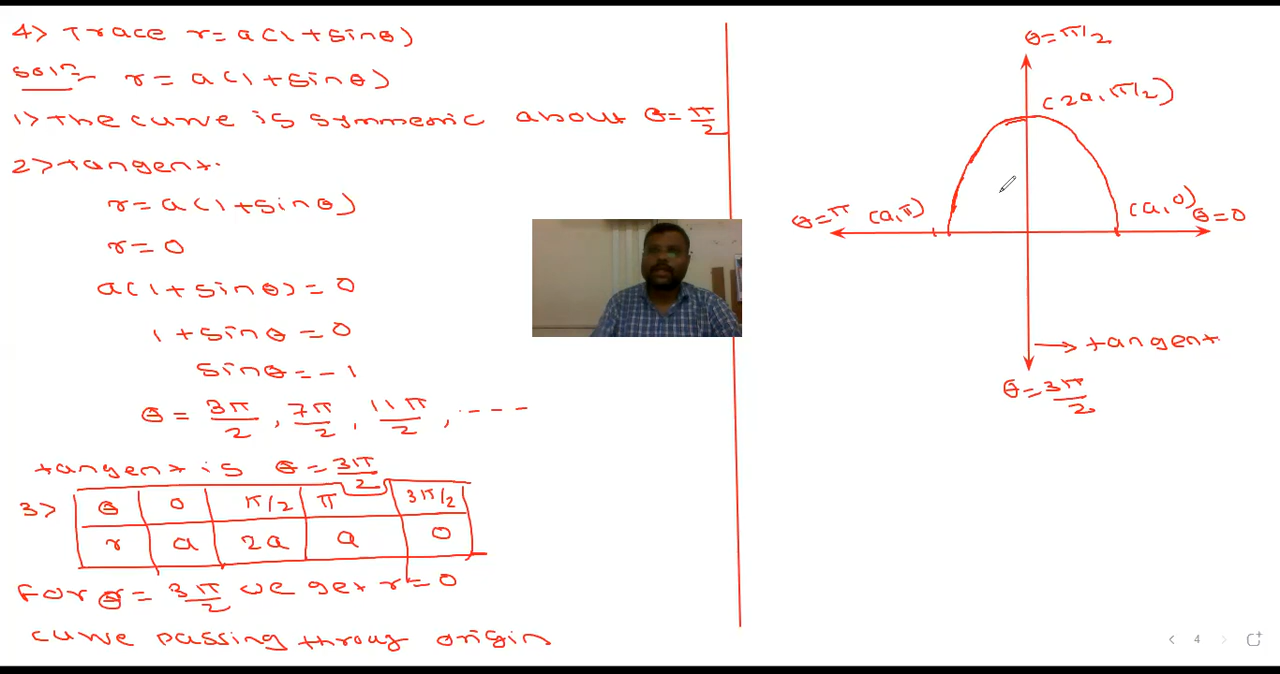 4> Trace r=a(1+sinθ)
Solⁿ r= a(1+sinθ)
1> The curve is symmetric about θ=π/2
2> tangent.
r=a(1+sinθ)
r=0
a(1+sinθ)=0
1+sinθ=0
sinθ=-1
θ= 3π/2, 7π/2, 11π/2, ----
tangent is θ=3π/2
3> θ 0 π/2 π 3π/2
r a 2a a 0
For θ= 3π/2 we get r=0
curve passing throug origin
θ=π/2
(2a, π/2)
θ=π (a,π) (a,0) θ=0
→ tangent
θ=3π/2
4